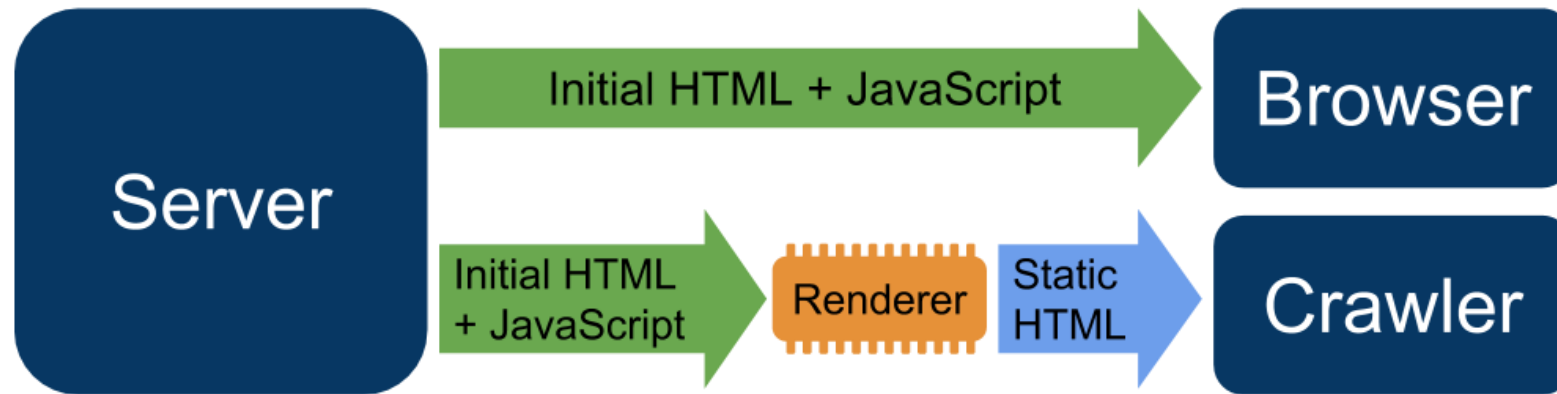 Server
Initial HTML + JavaScript
Browser
Initial HTML
+ JavaScript
Renderer
Static
HTML
Crawler